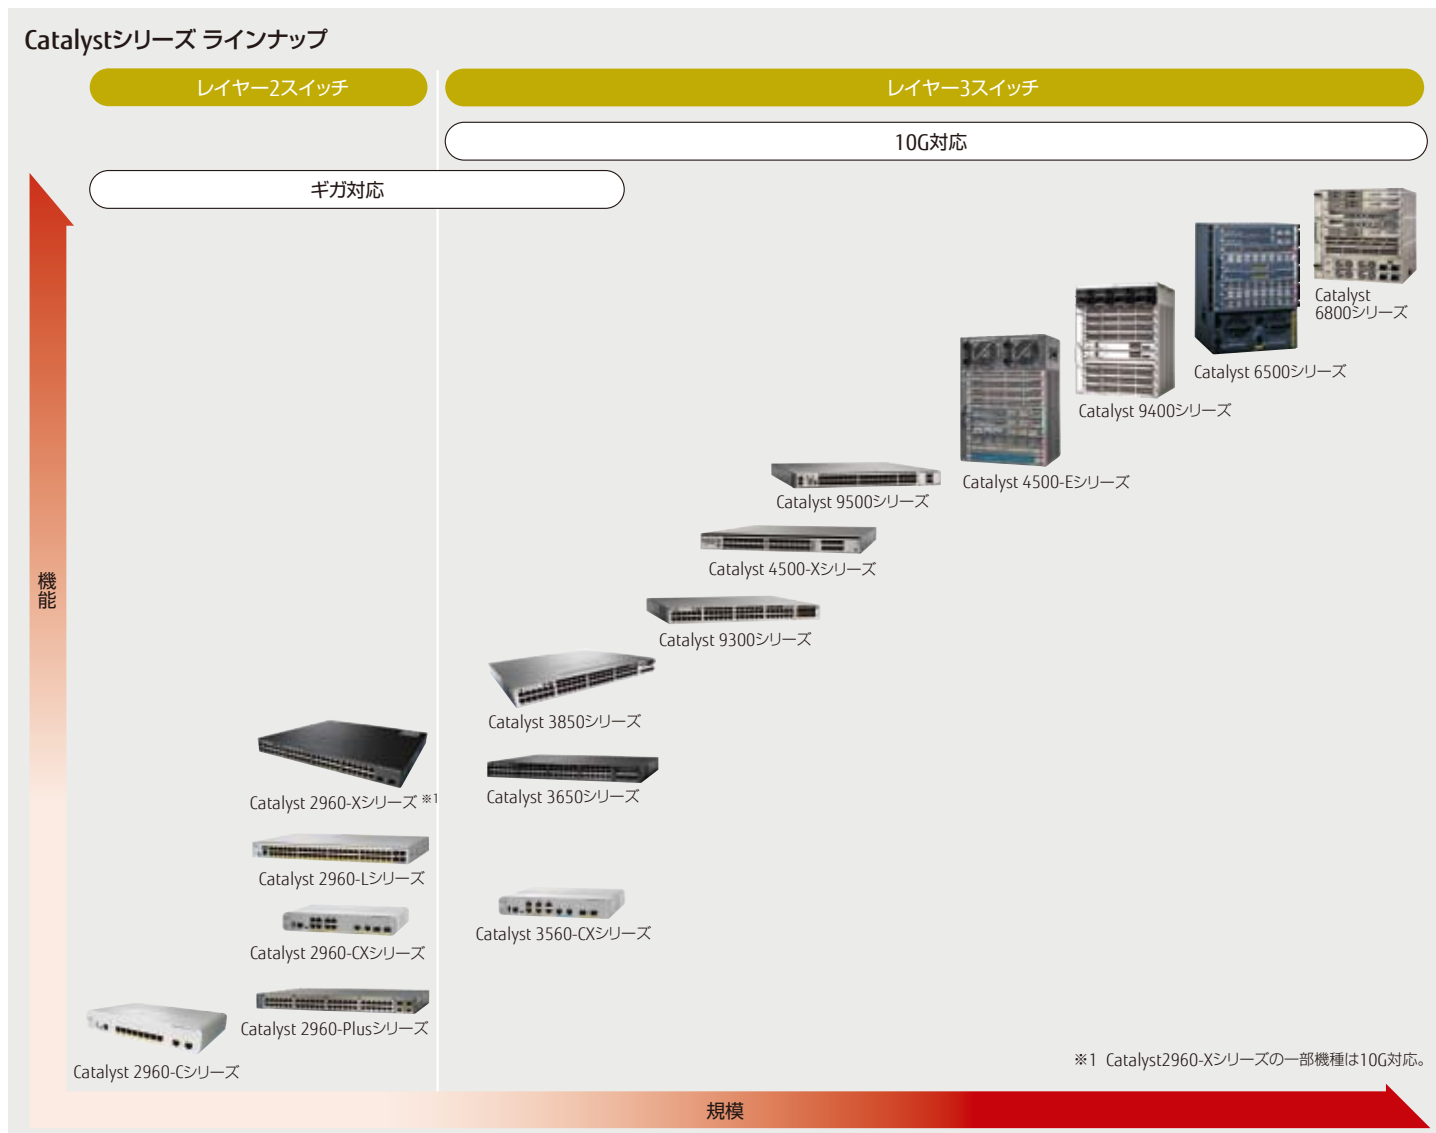 Catalystシリーズ ラインナップ
レイヤー2スイッチ
レイヤー3スイッチ
10G対応
ギガ対応
Catalyst
6800シリーズ
Catalyst 6500シリーズ
Catalyst 9400シリーズ
Catalyst 4500-Eシリーズ
Catalyst 9500シリーズ
Catalyst 4500-Xシリーズ
機能
Catalyst 9300シリーズ
Catalyst 3850シリーズ
Catalyst 2960-Xシリーズ ※1
Catalyst 3650シリーズ
Catalyst 2960-Lシリーズ
Catalyst 3560-CXシリーズ
Catalyst 2960-CXシリーズ
Catalyst 2960-Plusシリーズ
Catalyst 2960-Cシリーズ
※1 Catalyst2960-Xシリーズの一部機種は10G対応。
規模